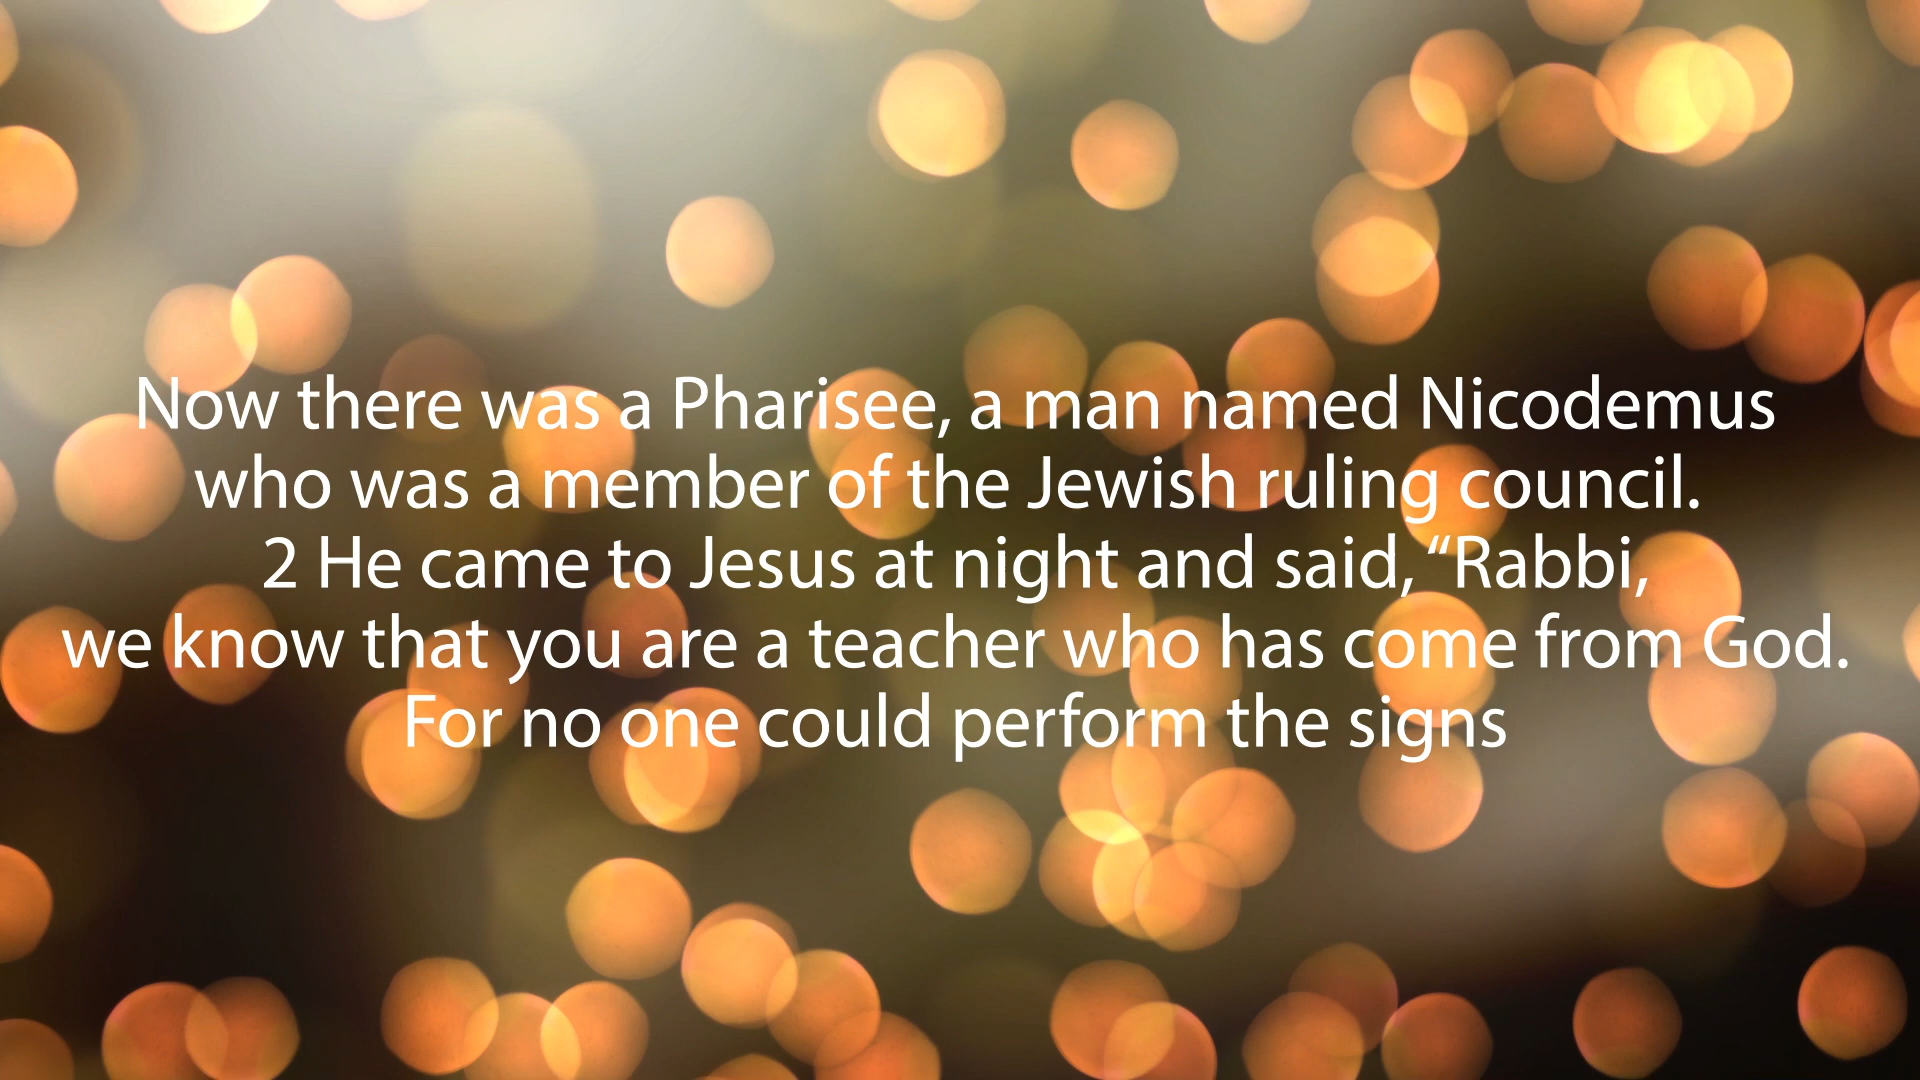 Now there was a Pharisee, a man named Nicodemus
who was a member of the Jewish ruling council.
2 He came to Jesus at night and said, “Rabbi,
we know that you are a teacher who has come from God.
For no one could perform the signs